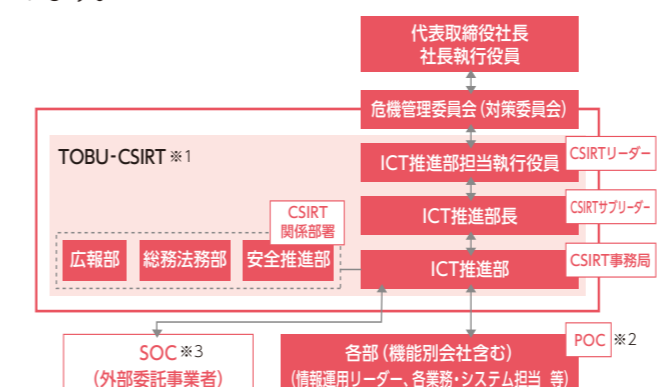 代表取締役社長
社長執行役員
危機管理委員会(対策委員会)
TOBU-CSIRT ※1
ICT推進部担当執行役員
CSIRTリーダー
ICT推進部長
CSIRTサブリーダー
CSIRT
関係部署
広報部
総務法務部
安全推進部
ICT推進部
CSIRT事務局
SOC※3
(外部委託事業者)
各部(機能別会社含む)
(情報運用リーダー、各業務・システム担当 等)
POC ※2